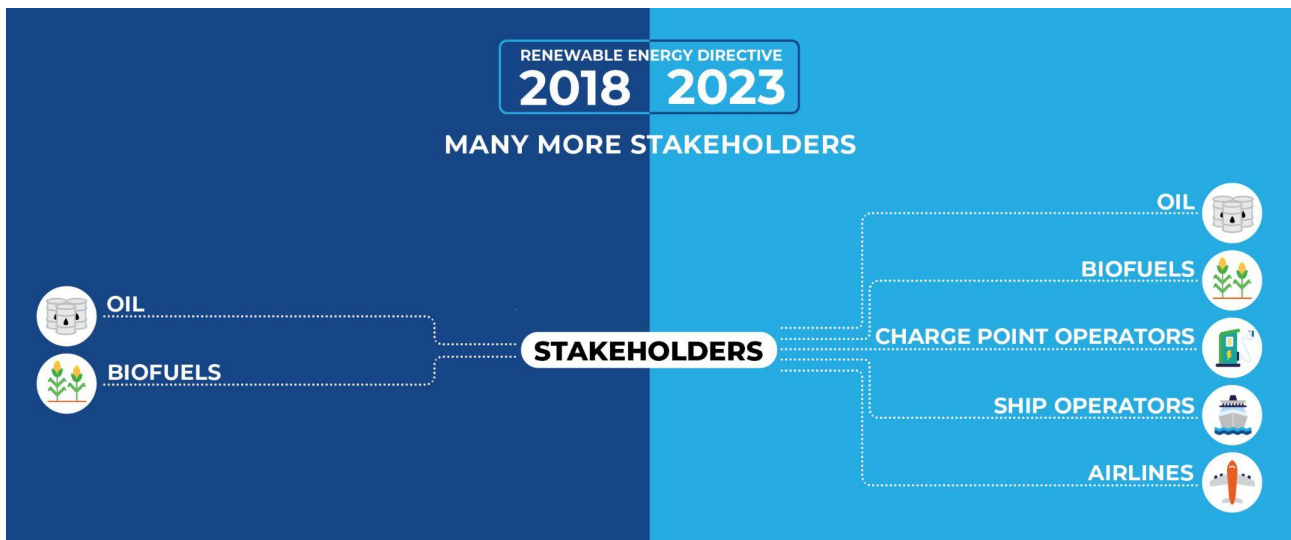 RENEWABLE ENERGY DIRECTIVE
2018 2023
MANY MORE STAKEHOLDERS
OIL
BIOFUELS
STAKEHOLDERS
OIL
BIOFUELS
CHARGE POINT OPERATORS
SHIP OPERATORS
AIRLINES